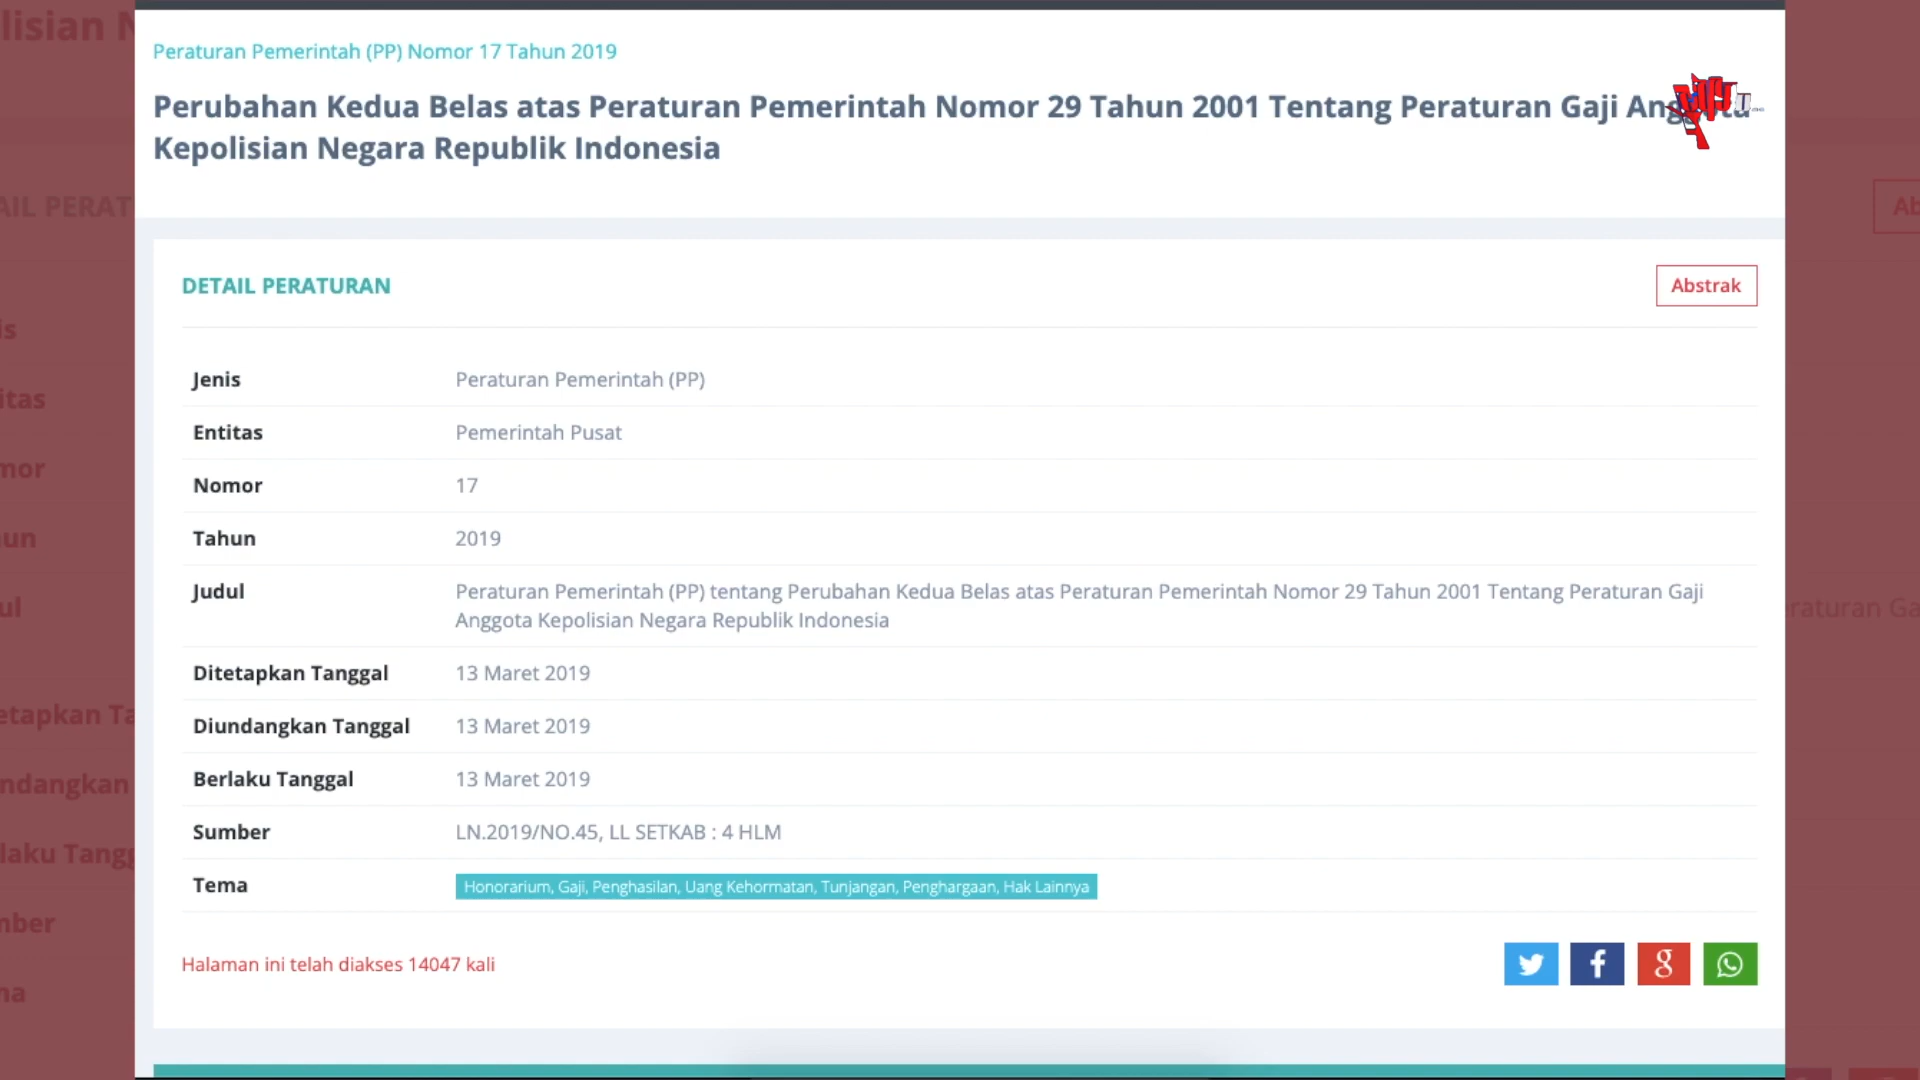 Peraturan Pemerintah (PP) Nomor 17 Tahun 2019
Perubahan Kedua Belas atas Peraturan Pemerintah Nomor 29 Tahun 2001 Tentang Peraturan Gaji Anggota
Kepolisian Negara Republik Indonesia
DETAIL PERATURAN
Abstrak
Jenis Peraturan Pemerintah (PP)
Entitas Pemerintah Pusat
Nomor 17
Tahun 2019
Judul Peraturan Pemerintah (PP) tentang Perubahan Kedua Belas atas Peraturan Pemerintah Nomor 29 Tahun 2001 Tentang Peraturan Gaji
Anggota Kepolisian Negara Republik Indonesia
Ditetapkan Tanggal 13 Maret 2019
Diundangkan Tanggal 13 Maret 2019
Berlaku Tanggal 13 Maret 2019
Sumber LN.2019/NO.45, LL SETKAB : 4 HLM
Tema Honorarium, Gaji, Penghasilan, Uang Kehormatan, Tunjangan, Penghargaan, Hak Lainnya
Halaman ini telah diakses 14047 kali